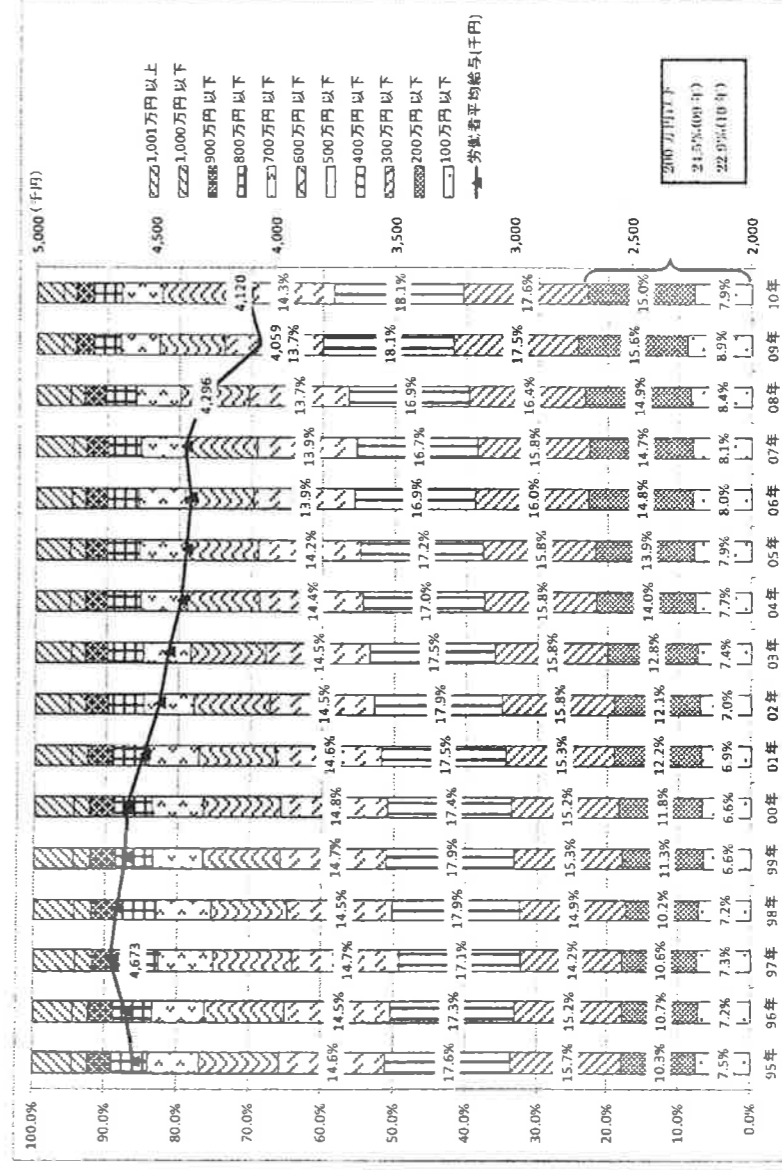 100.0%
90.0%
80.0%
70.0%
60.0%
50.0%
40.0%
30.0%
20.0%
10.0%
0.0%
5,000 (千円)
4,500
4,000
3,500
3,000
2,500
2,000
4,673
4,296
4,059
4,120
14.6% 14.5% 14.7% 14.5% 14.7% 14.8% 14.6% 14.5% 14.5% 14.4% 14.2% 13.9% 13.9% 13.7% 13.7% 14.3%
17.6% 17.3% 17.1% 17.9% 17.9% 17.4% 17.5% 17.9% 17.5% 17.0% 17.2% 16.9% 16.7% 16.9% 18.1% 18.1%
15.7% 15.2% 14.2% 14.9% 15.3% 15.2% 15.3% 15.8% 15.8% 15.8% 15.8% 16.0% 15.8% 16.4% 17.5% 17.6%
10.3% 10.7% 10.6% 10.2% 11.3% 11.8% 12.2% 12.1% 12.8% 14.0% 13.9% 14.8% 14.7% 14.9% 15.6% 15.0%
7.5% 7.2% 7.3% 7.2% 6.6% 6.6% 6.9% 7.0% 7.4% 7.7% 7.9% 8.0% 8.1% 8.4% 8.9% 7.9%
95年 96年 97年 98年 99年 00年 01年 02年 03年 04年 05年 06年 07年 08年 09年 10年
1,001万円以上
1,000万円以下
900万円以下
800万円以下
700万円以下
600万円以下
500万円以下
400万円以下
300万円以下
200万円以下
100万円以下
労働者平均給与(千円)
200 万円以下
24.5%(09 年)
22.9%(10 年)